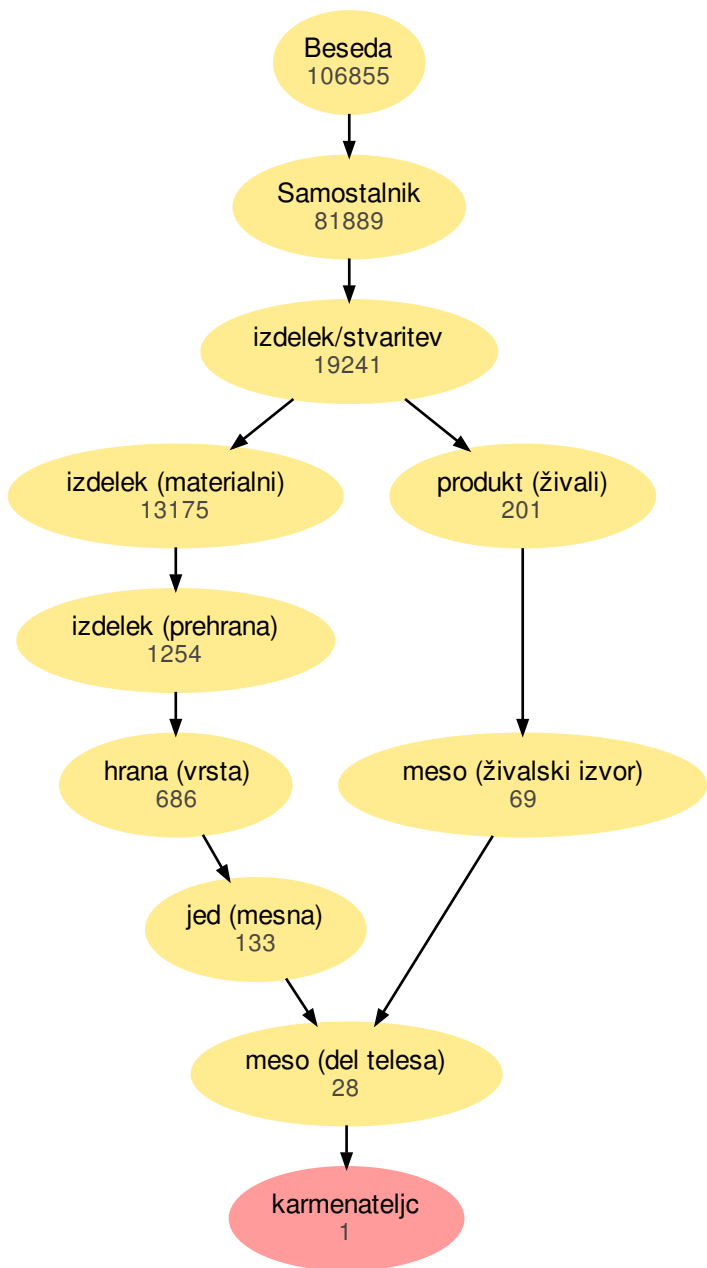 Beseda
106855
Samostalnik
81889
izdelek/stvaritev
19241
izdelek (materialni)
13175
produkt (živali)
201
izdelek (prehrana)
1254
hrana (vrsta)
686
meso (živalski izvor)
69
jed (mesna)
133
meso (del telesa)
28
karmenateljc
1